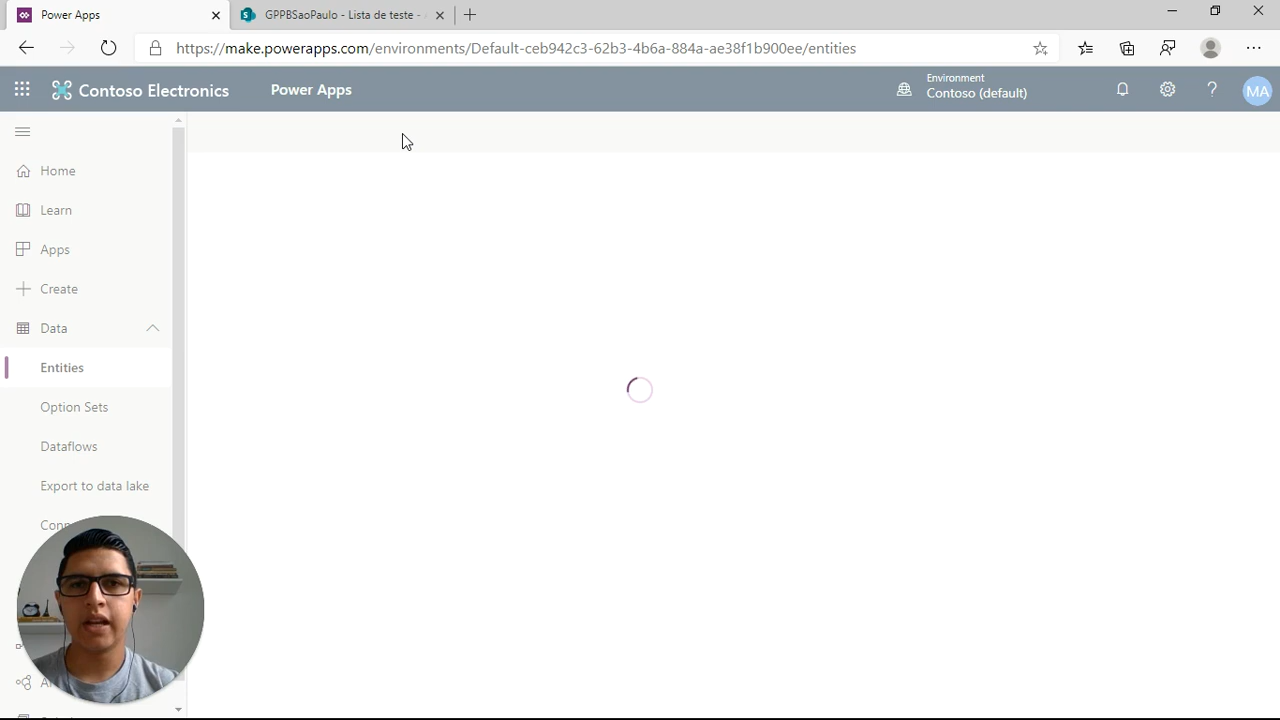 Power Apps
GPPBSaoPaulo - Lista de teste -
https://make.powerapps.com/environments/Default-ceb942c3-62b3-4b6a-884a-ae38f1b900ee/entities
Contoso Electronics
Power Apps
Environment
Contoso (default)
MA
Home
Learn
Apps
Create
Data
Entities
Option Sets
Dataflows
Export to data lake